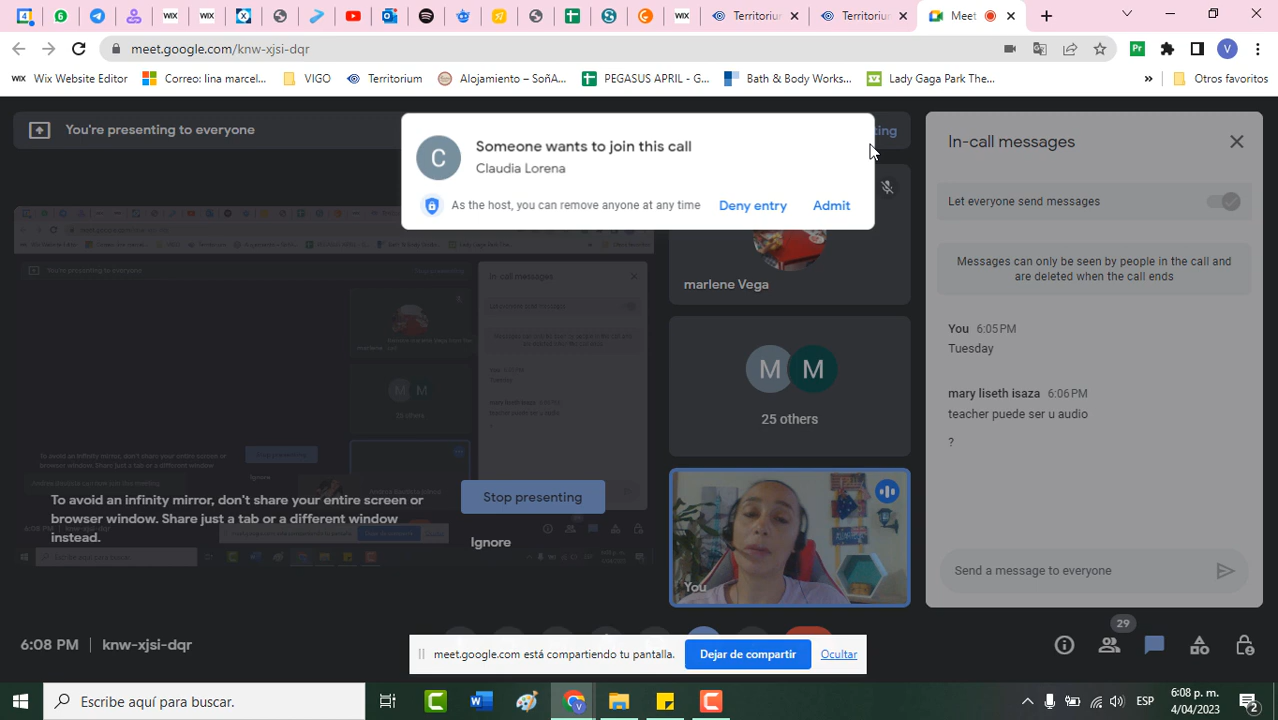 Territoriur
Territoriur
Meet
meet.google.com/knw-xjsi-dqr
Wix Website Editor
Correo: lina marcel...
VIGO
Territorium
Alojamiento – SoñA...
PEGASUS APRIL - G...
Bath & Body Works...
Lady Gaga Park The...
»
Otros favoritos
You're presenting to everyone
Someone wants to join this call
C
Claudia Lorena
As the host, you can remove anyone at any time
Deny entry
Admit
marlene Vega
M M
25 others
You
To avoid an infinity mirror, don't share your entire screen or
browser window. Share just a tab or a different window
instead.
Stop presenting
Ignore
In-call messages
Let everyone send messages
Messages can only be seen by people in the call and
are deleted when the call ends
You 6:05 PM
Tuesday
mary liseth isaza 6:06 PM
teacher puede ser u audio
?
Send a message to everyone
6:08 PM | knw-xjsi-dqr
29
meet.google.com está compartiendo tu pantalla.
Dejar de compartir
Ocultar
Escribe aquí para buscar.
ESP
6:08 p. m.
4/04/2023
2